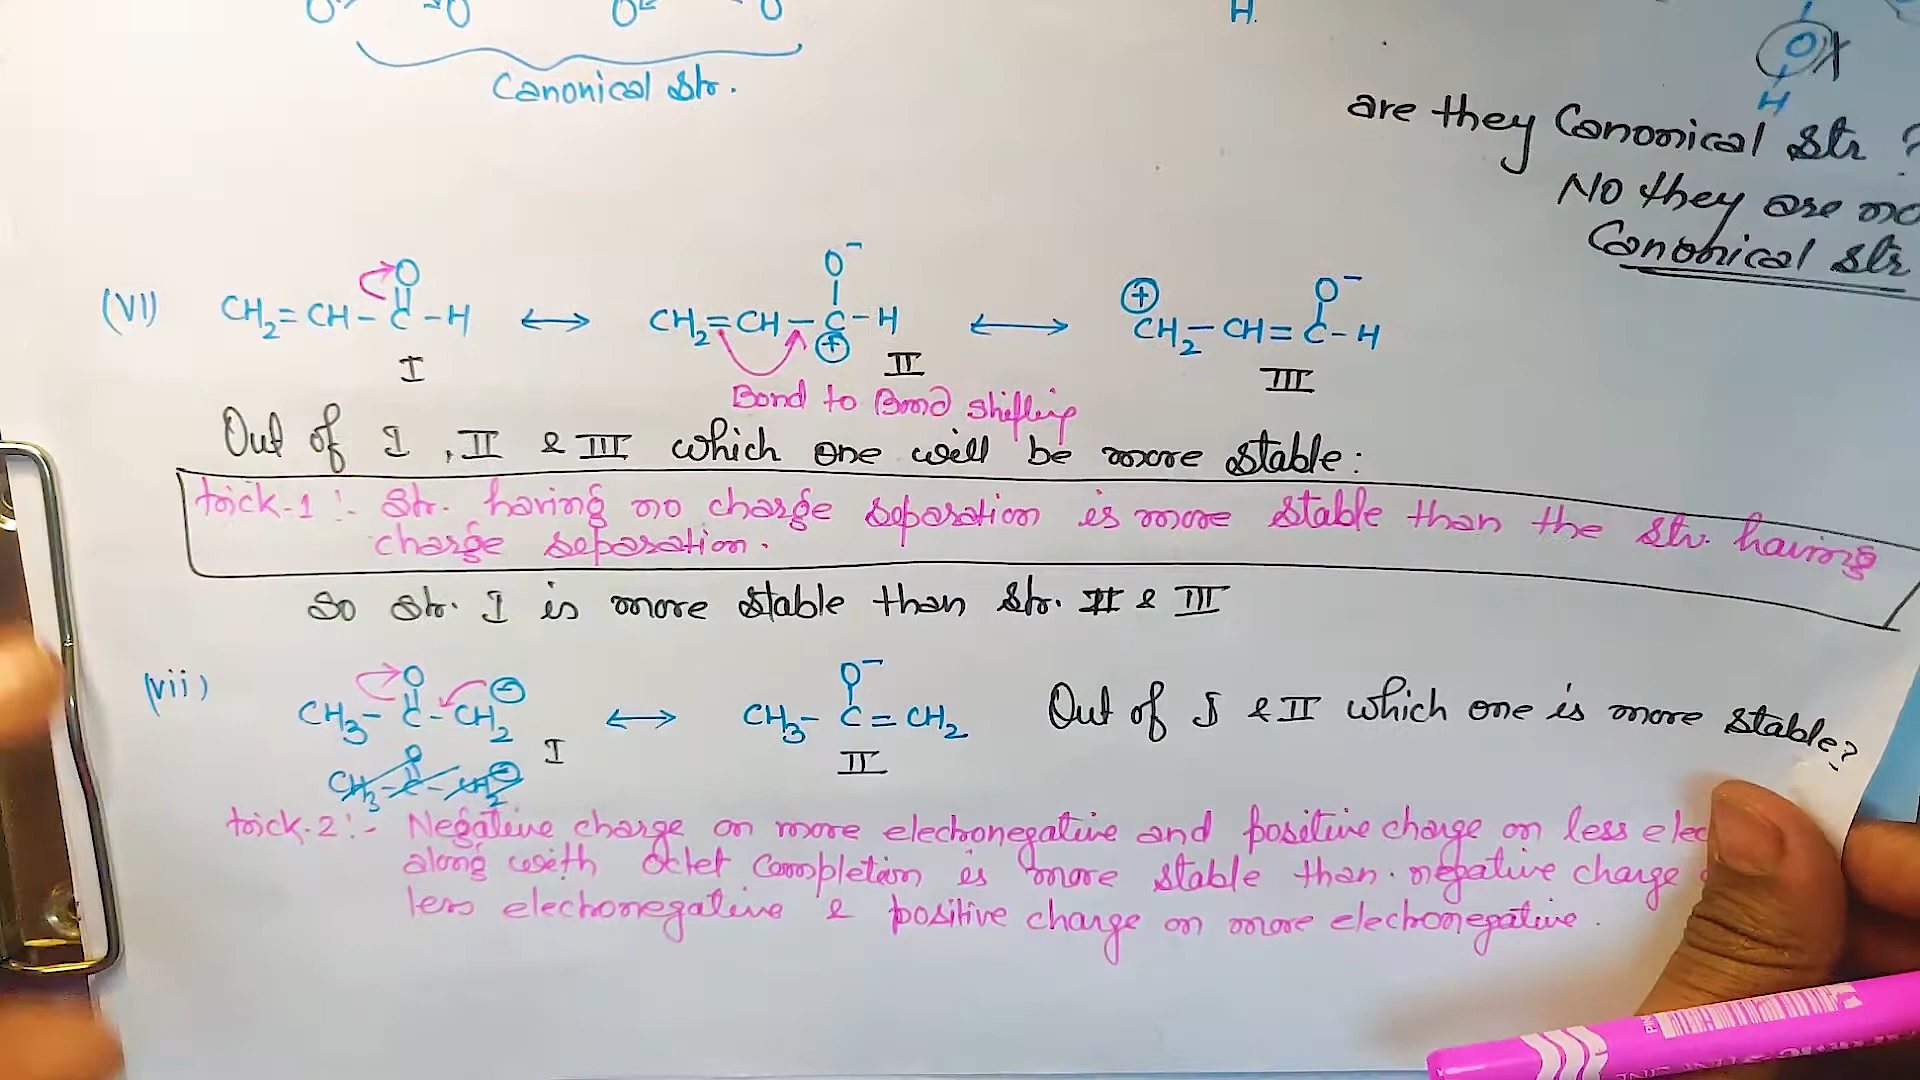 Canonical Str.
H.
O
H
are they Canonical Str ?
No they are no
Canonical Str
(VI) CH2=CH-C-H ↔ CH2=CH-C-H ↔ CH2-CH=C-H
O O- O-
⊕ ⊕
I II III
Bond to Bond shifting
Out of I, II & III which one will be more stable:
trick-1:- Str. having no charge separation is more stable than the str. having
charge separation.
So Str. I is more stable than Str. II & III
(vii) CH3-C-CH2 ↔ CH3-C=CH2 Out of I & II which one is more stable?
O ⊖ O-
I II
trick-2:- Negative charge on more electronegative and positive charge on less elec
along with octet completion is more stable than negative charge
less electronegative & positive charge on more electronegative.